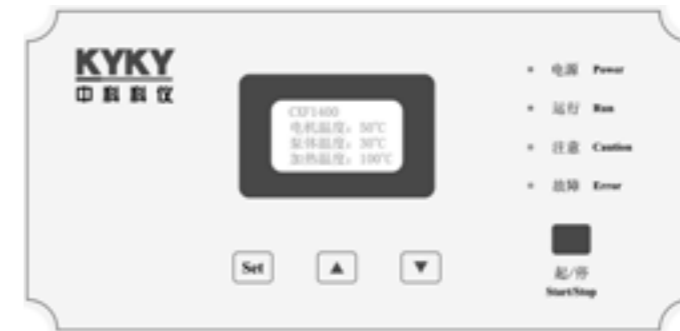 KYKY
中科科仪
CXF1400
电机温度：50℃
泵体温度：30℃
加热温度：100℃
电源 Power
运行 Run
注意 Caution
故障 Error
Set
起/停
Start/Stop